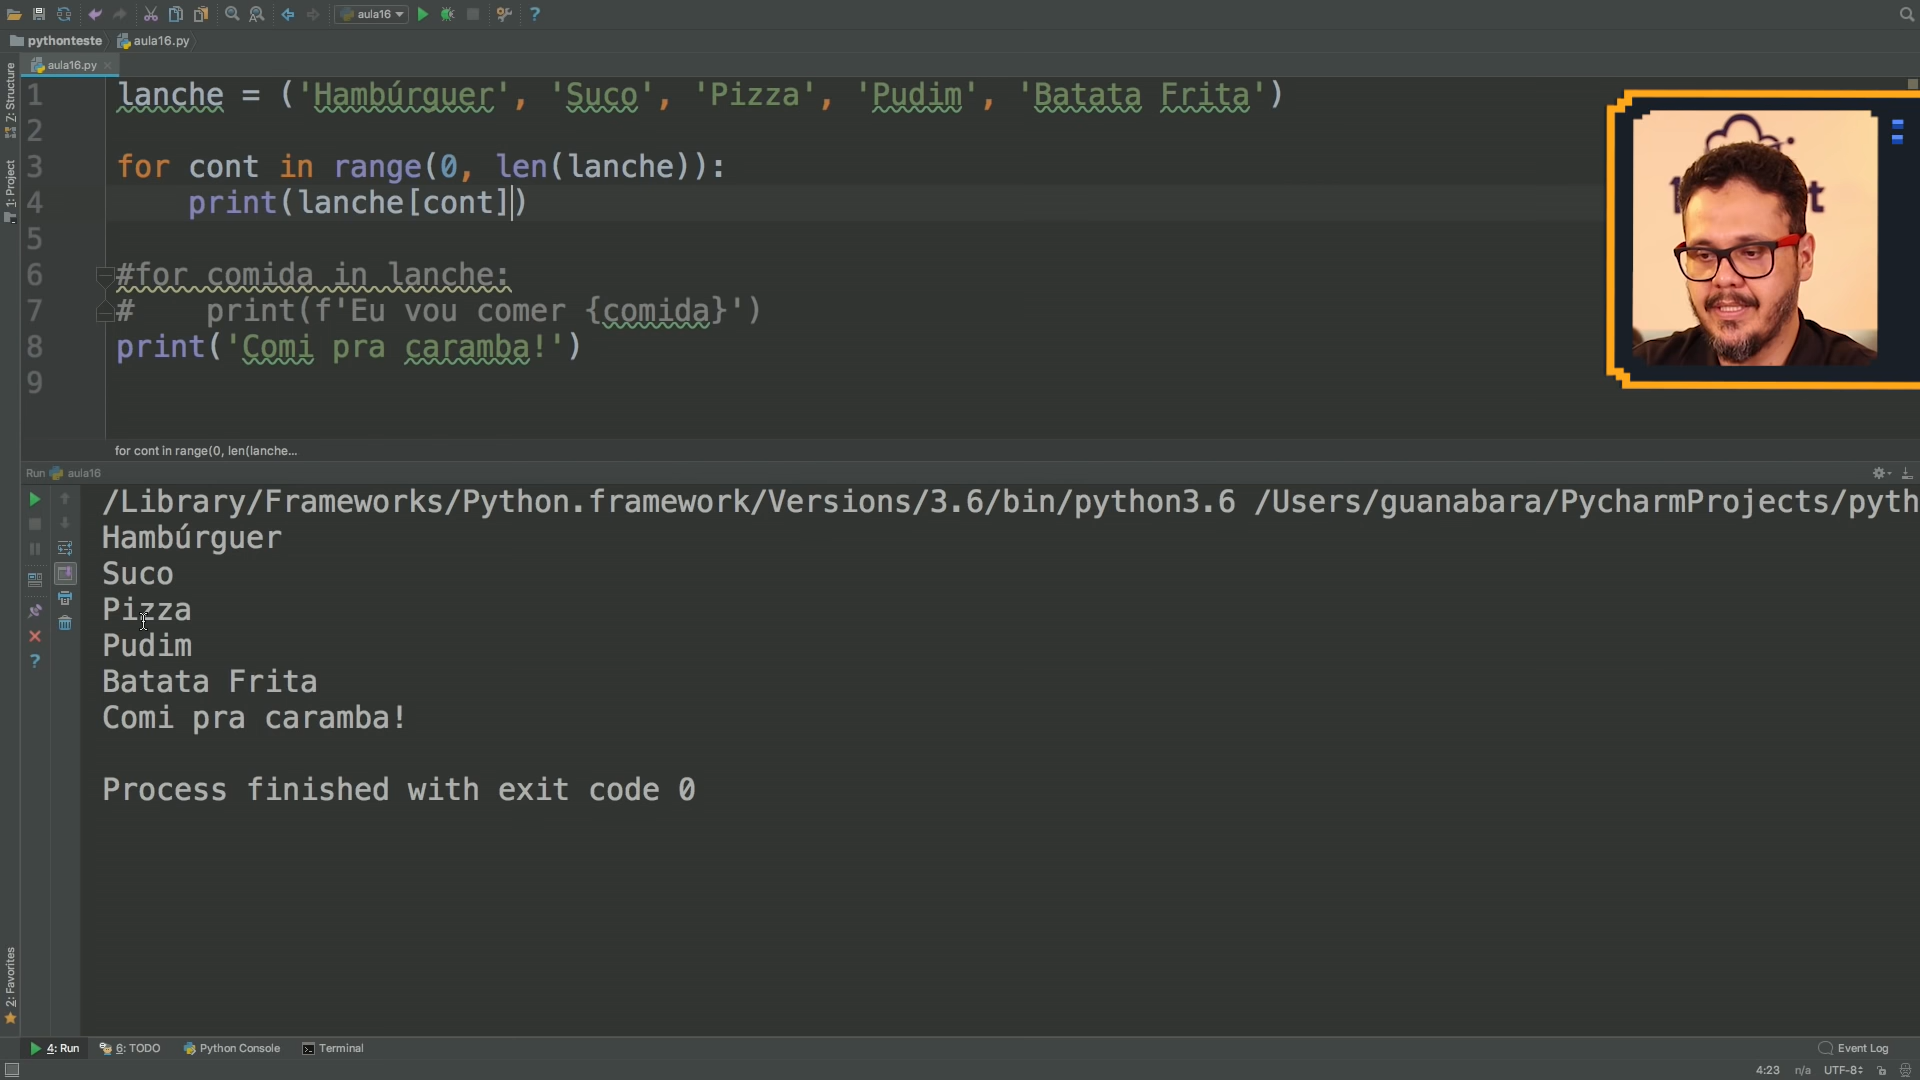 aula16
pythonteste
aula16.py
aula16.py
Z: Structure
1: Project
1 lanche = ('Hambúrguer', 'Suco', 'Pizza', 'Pudim', 'Batata Frita')
2
3 for cont in range(0, len(lanche)):
4 print(lanche[cont])
5
6 #for comida in lanche:
7 # print(f'Eu vou comer {comida}')
8 print('Comi pra caramba!')
9
for cont in range(0, len(lanche...
Run aula16
/Library/Frameworks/Python.framework/Versions/3.6/bin/python3.6 /Users/guanabara/PycharmProjects/pyth
Hambúrguer
Suco
Pizza
Pudim
Batata Frita
Comi pra caramba!
Process finished with exit code 0
2: Favorites
4: Run
6: TODO
Python Console
Terminal
Event Log
4:23
n/a
UTF-8